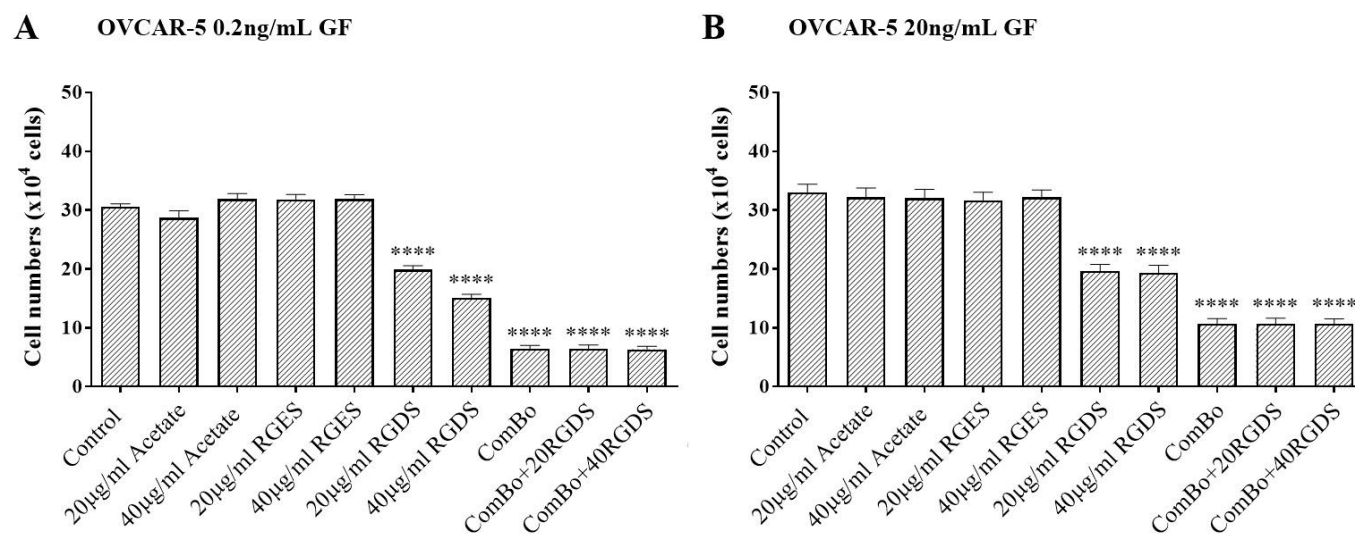 A OVCAR-5 0.2ng/mL GF
Cell numbers (x10⁴ cells)
50
40
30
20
10
0
****
****
****
****
****
Control
20µg/ml Acetate
40µg/ml Acetate
20µg/ml RGES
40µg/ml RGES
20µg/ml RGDS
40µg/ml RGDS
ComBo
ComBo+20RGDS
ComBo+40RGDS
B OVCAR-5 20ng/mL GF
Cell numbers (x10⁴ cells)
50
40
30
20
10
0
****
****
****
****
****
Control
20µg/ml Acetate
40µg/ml Acetate
20µg/ml RGES
40µg/ml RGES
20µg/ml RGDS
40µg/ml RGDS
ComBo
ComBo+20RGDS
ComBo+40RGDS